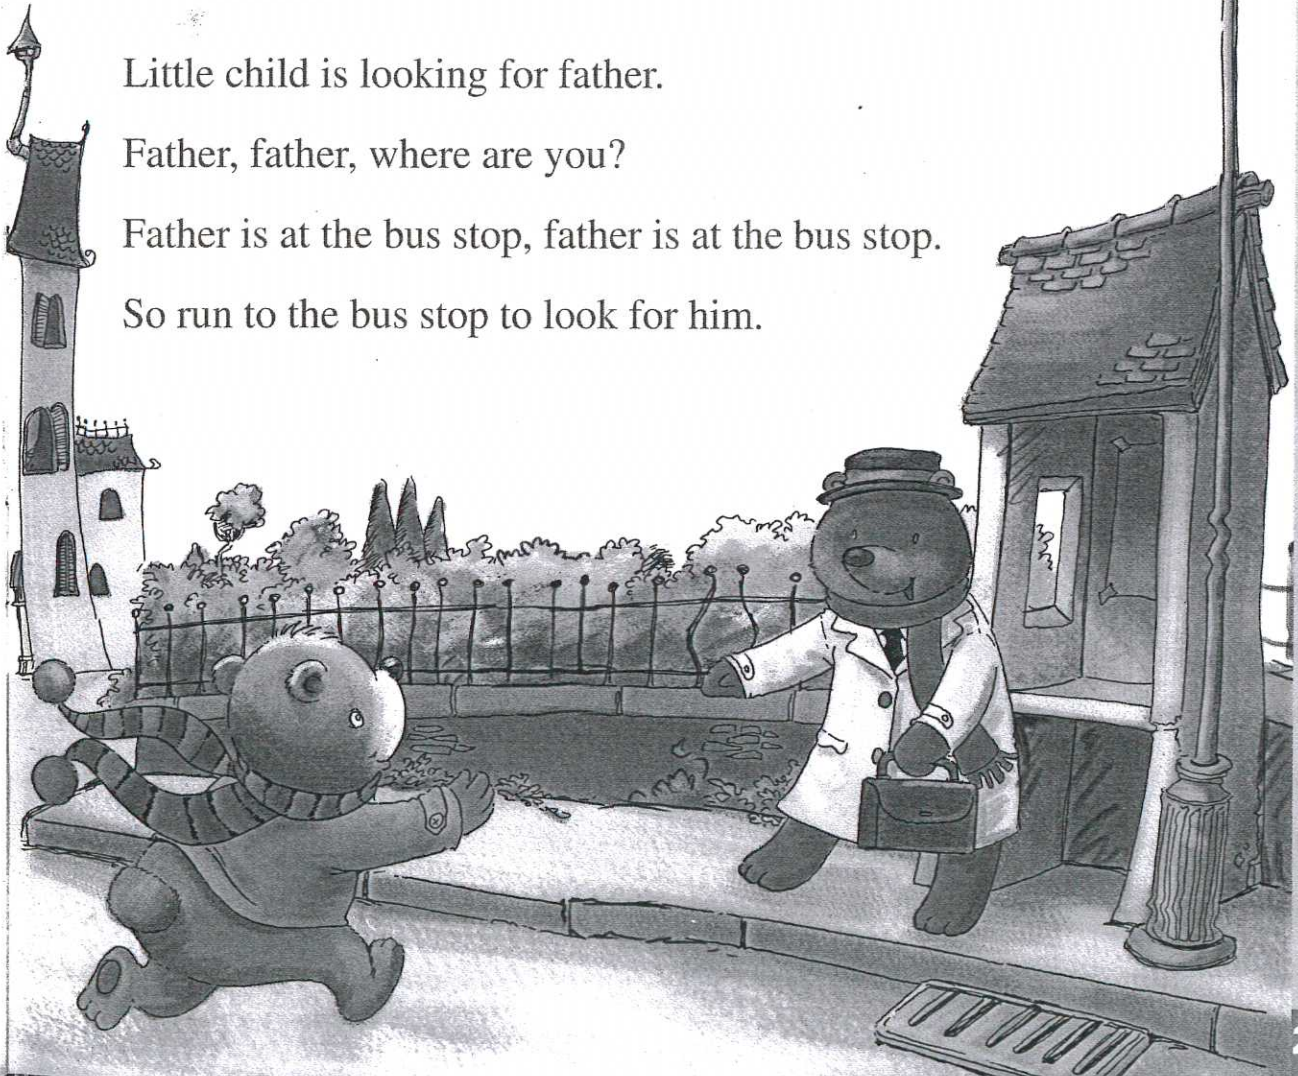 Little child is looking for father.
Father, father, where are you?
Father is at the bus stop, father is at the bus stop.
So run to the bus stop to look for him.